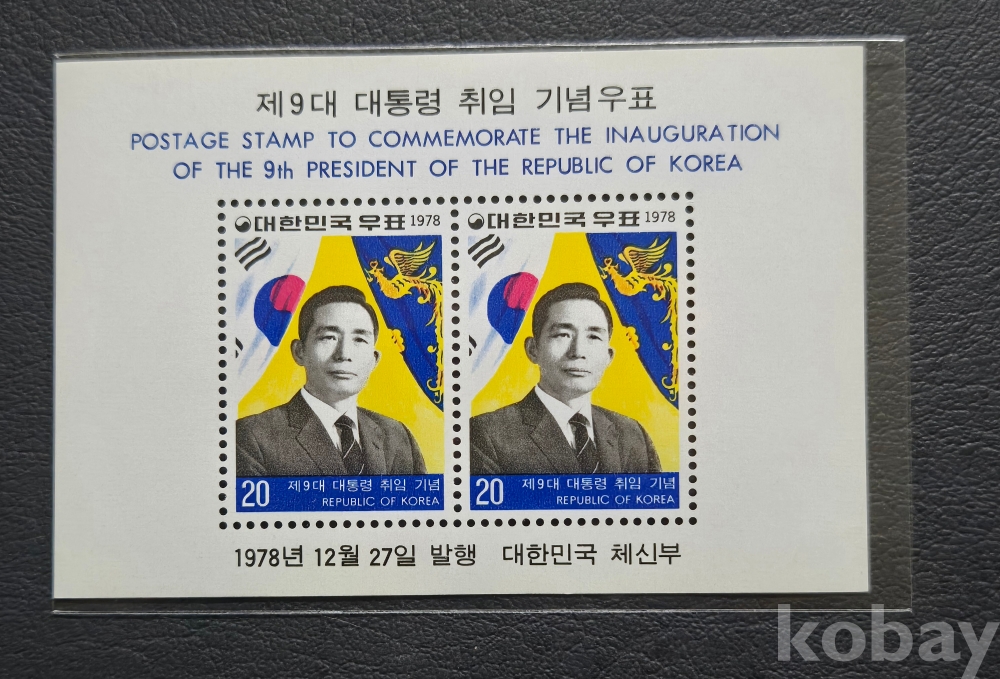 제9대 대통령 취임 기념우표
POSTAGE STAMP TO COMMEMORATE THE INAUGURATION
OF THE 9th PRESIDENT OF THE REPUBLIC OF KOREA
대한민국우표 1978
20
제9대 대통령 취임 기념
REPUBLIC OF KOREA
대한민국우표 1978
20
제9대 대통령 취임 기념
REPUBLIC OF KOREA
1978년 12월 27일 발행 대한민국 체신부
kobay